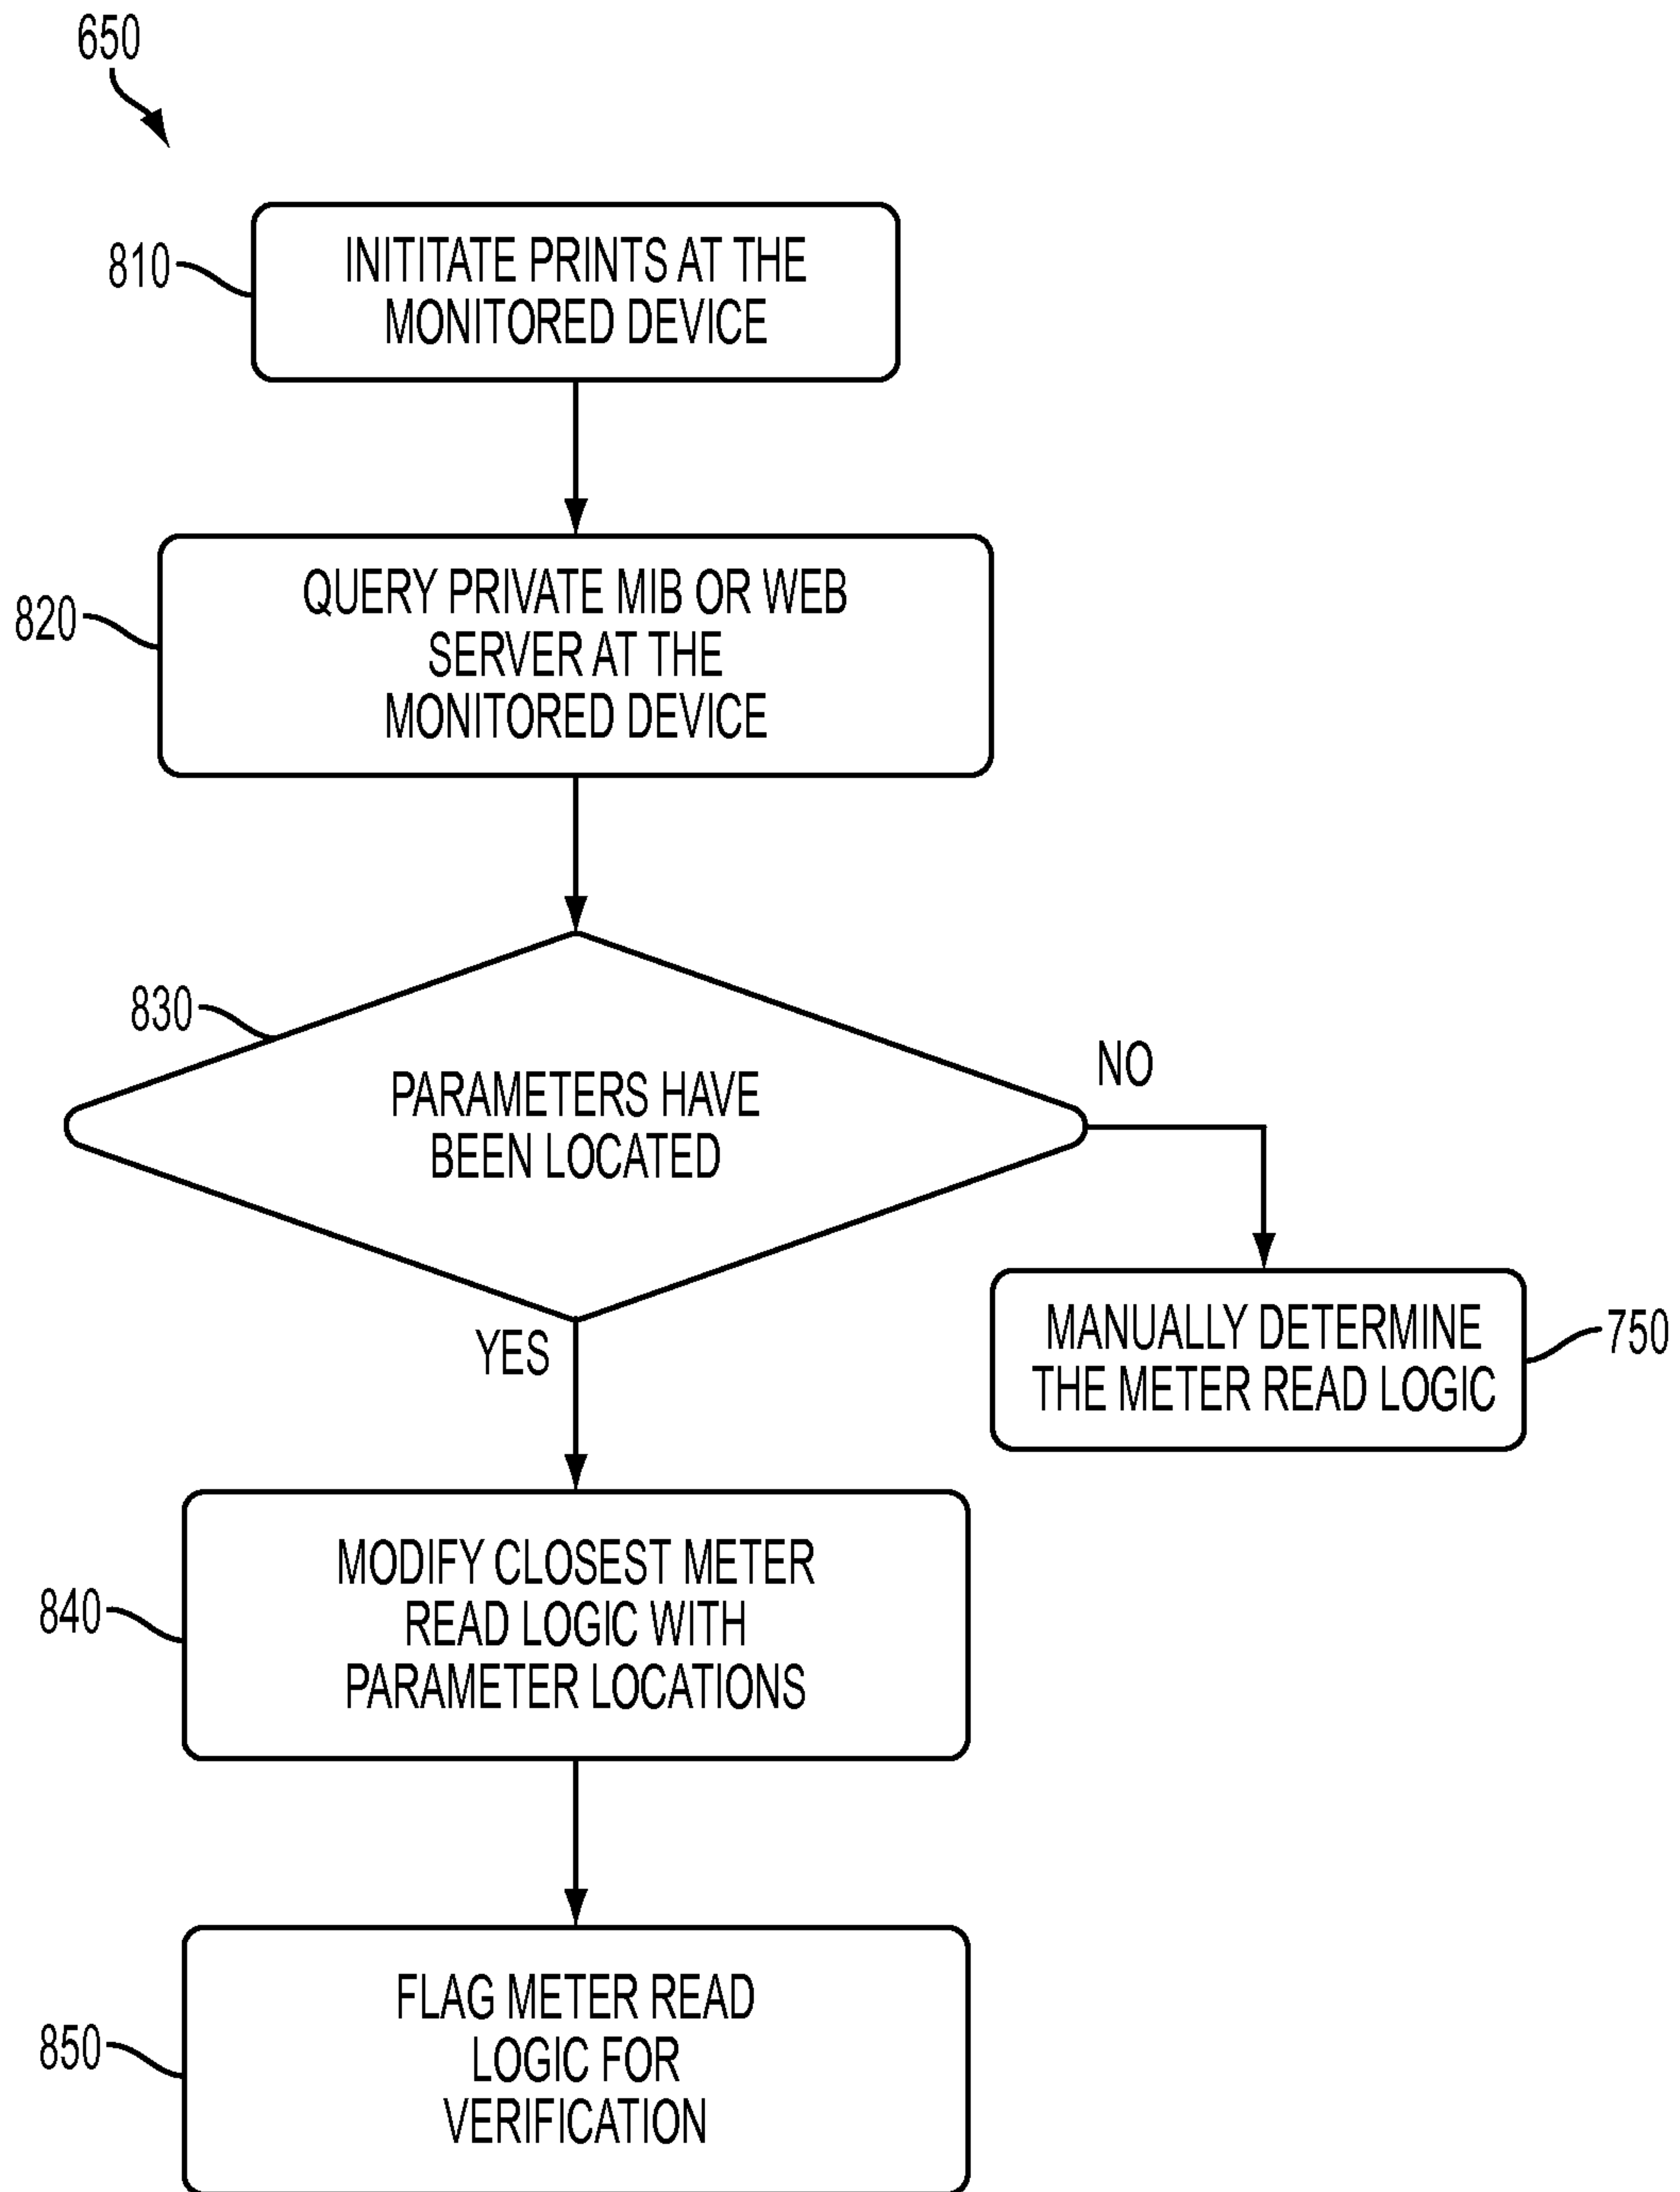 650
810
INITITATE PRINTS AT THE
MONITORED DEVICE
820
QUERY PRIVATE MIB OR WEB
SERVER AT THE
MONITORED DEVICE
830
PARAMETERS HAVE
BEEN LOCATED
NO
YES
MANUALLY DETERMINE
THE METER READ LOGIC
750
840
MODIFY CLOSEST METER
READ LOGIC WITH
PARAMETER LOCATIONS
850
FLAG METER READ
LOGIC FOR
VERIFICATION